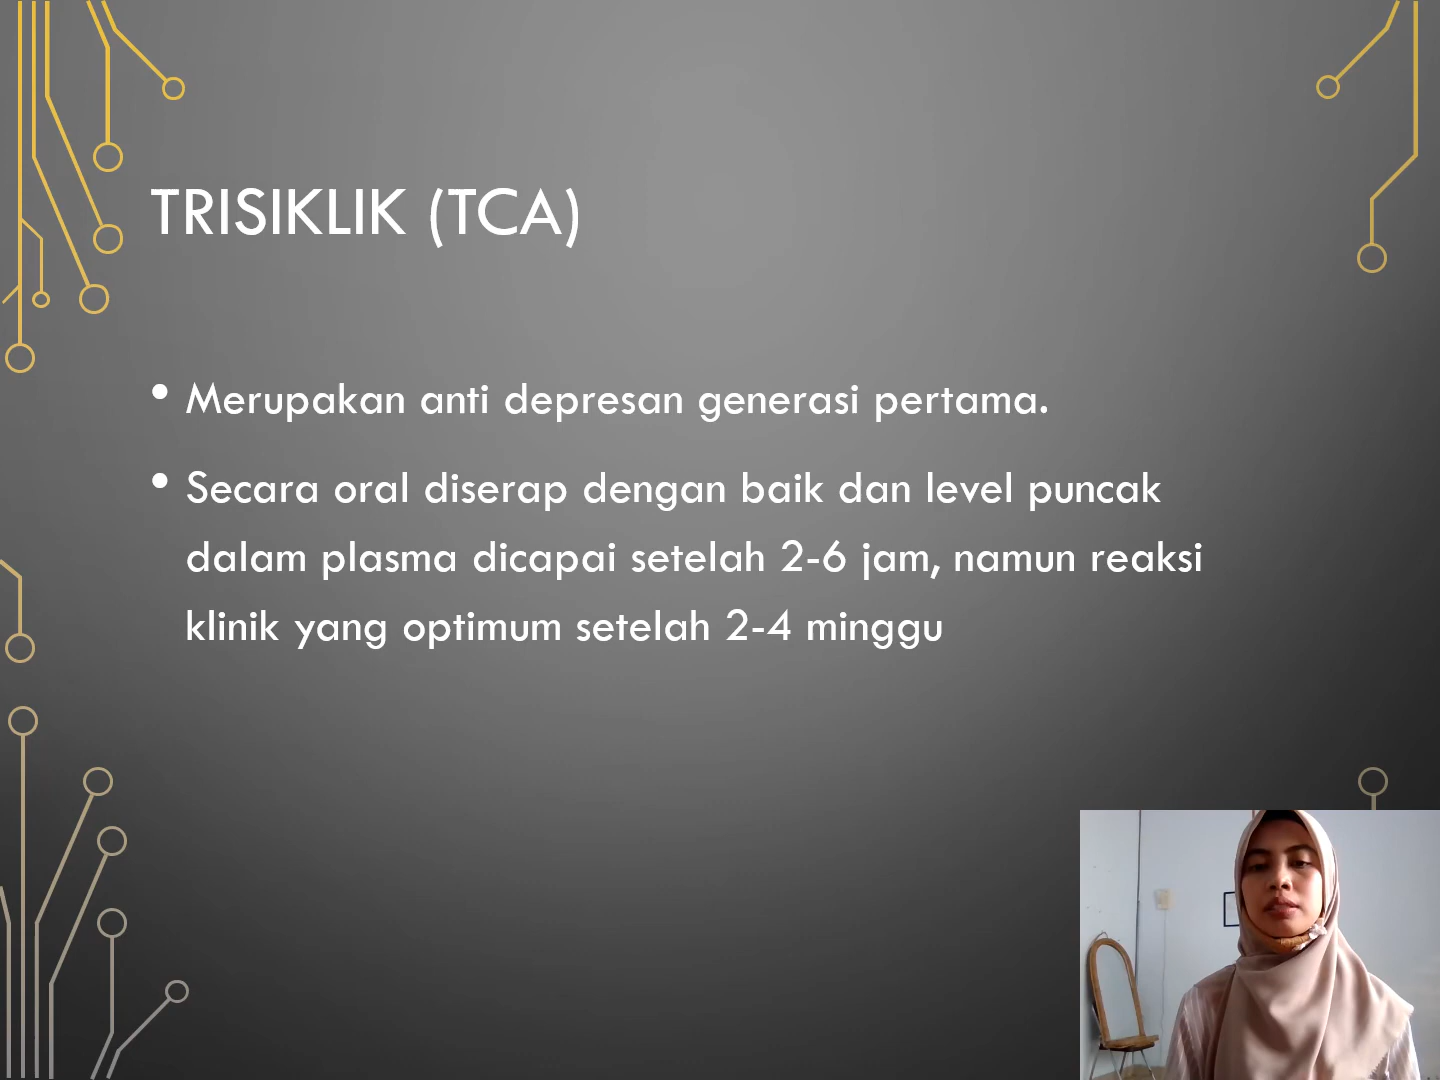 TRISIKLIK (TCA)
• Merupakan anti depresan generasi pertama.
• Secara oral diserap dengan baik dan level puncak
dalam plasma dicapai setelah 2-6 jam, namun reaksi
klinik yang optimum setelah 2-4 minggu